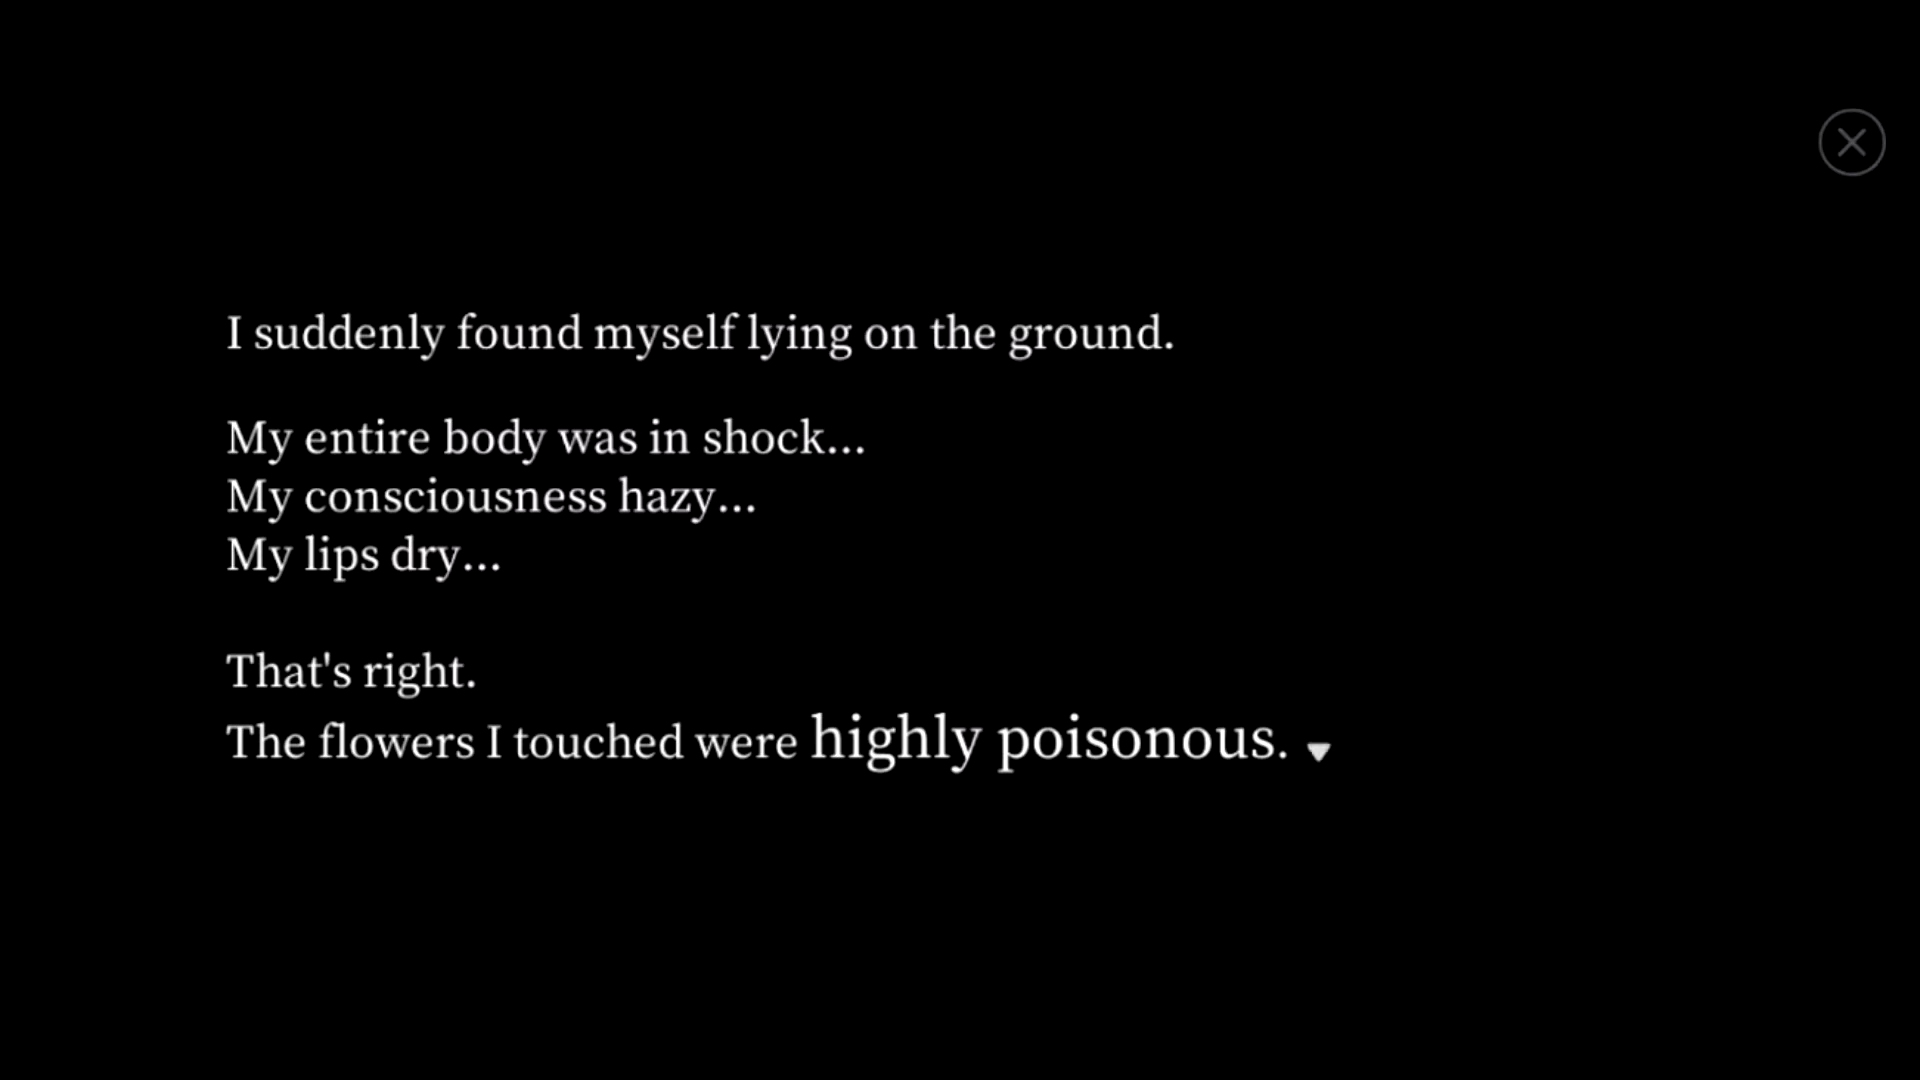 I suddenly found myself lying on the ground.
My entire body was in shock...
My consciousness hazy...
My lips dry...
That's right.
The flowers I touched were highly poisonous.